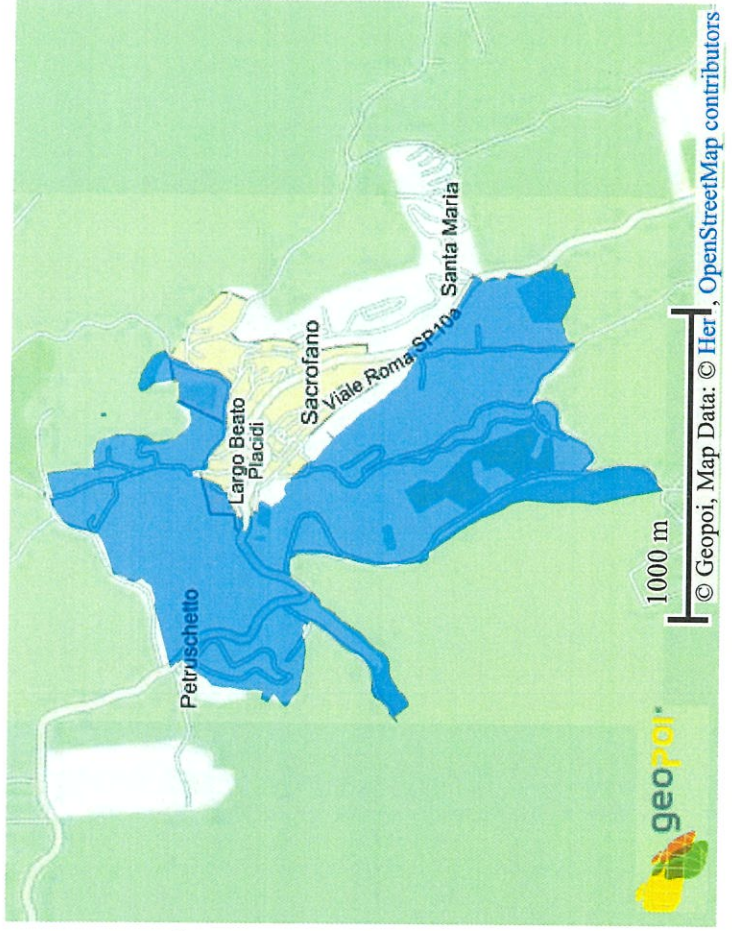 Petruschetto
Largo Beato
Placidi
Sacrofano
Viale Roma SP10a
Santa Maria
1000 m
geopoi
© Geopoi, Map Data: © Her, OpenStreetMap contributors